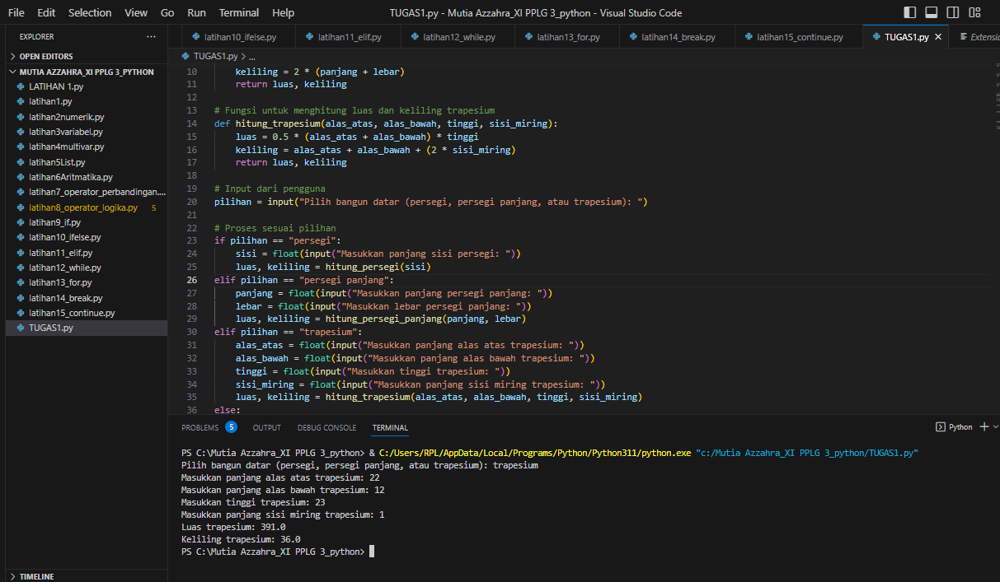 File Edit Selection View Go Run Terminal Help
TUGAS1.py - Mutia Azzahra_XI PPLG 3_python - Visual Studio Code
EXPLORER ...
OPEN EDITORS
MUTIA AZZAHRA_XI PPLG 3_PYTHON
LATIHAN 1.py
latihan1.py
latihan2numerik.py
latihan3variabel.py
latihan4multivar.py
latihan5List.py
latihan6Aritmatika.py
latihan7_operator_perbandingan....
latihan8_operator_logika.py 5
latihan9_if.py
latihan10_ifelse.py
latihan11_elif.py
latihan12_while.py
latihan13_for.py
latihan14_break.py
latihan15_continue.py
TUGAS1.py
TIMELINE
latihan10_ifelse.py latihan11_elif.py latihan12_while.py latihan13_for.py latihan14_break.py latihan15_continue.py TUGAS1.py Extensi
TUGAS1.py > ...
10 keliling = 2 * (panjang + lebar)
11 return luas, keliling
12
13 # Fungsi untuk menghitung luas dan keliling trapesium
14 def hitung_trapesium(alas_atas, alas_bawah, tinggi, sisi_miring):
15 luas = 0.5 * (alas_atas + alas_bawah) * tinggi
16 keliling = alas_atas + alas_bawah + (2 * sisi_miring)
17 return luas, keliling
18
19 # Input dari pengguna
20 pilihan = input("Pilih bangun datar (persegi, persegi panjang, atau trapesium): ")
21
22 # Proses sesuai pilihan
23 if pilihan == "persegi":
24 sisi = float(input("Masukkan panjang sisi persegi: "))
25 luas, keliling = hitung_persegi(sisi)
26 elif pilihan == "persegi panjang":
27 panjang = float(input("Masukkan panjang persegi panjang: "))
28 lebar = float(input("Masukkan lebar persegi panjang: "))
29 luas, keliling = hitung_persegi_panjang(panjang, lebar)
30 elif pilihan == "trapesium":
31 alas_atas = float(input("Masukkan panjang alas atas trapesium: "))
32 alas_bawah = float(input("Masukkan panjang alas bawah trapesium: "))
33 tinggi = float(input("Masukkan tinggi trapesium: "))
34 sisi_miring = float(input("Masukkan panjang sisi miring trapesium: "))
35 luas, keliling = hitung_trapesium(alas_atas, alas_bawah, tinggi, sisi_miring)
36 else:
PROBLEMS 5 OUTPUT DEBUG CONSOLE TERMINAL Python
PS C:\Mutia Azzahra_XI PPLG 3_python> & C:/Users/RPL/AppData/Local/Programs/Python/Python311/python.exe "c:/Mutia Azzahra_XI PPLG 3_python/TUGAS1.py"
Pilih bangun datar (persegi, persegi panjang, atau trapesium): trapesium
Masukkan panjang alas atas trapesium: 22
Masukkan panjang alas bawah trapesium: 12
Masukkan tinggi trapesium: 23
Masukkan panjang sisi miring trapesium: 1
Luas trapesium: 391.0
Keliling trapesium: 36.0
PS C:\Mutia Azzahra_XI PPLG 3_python>